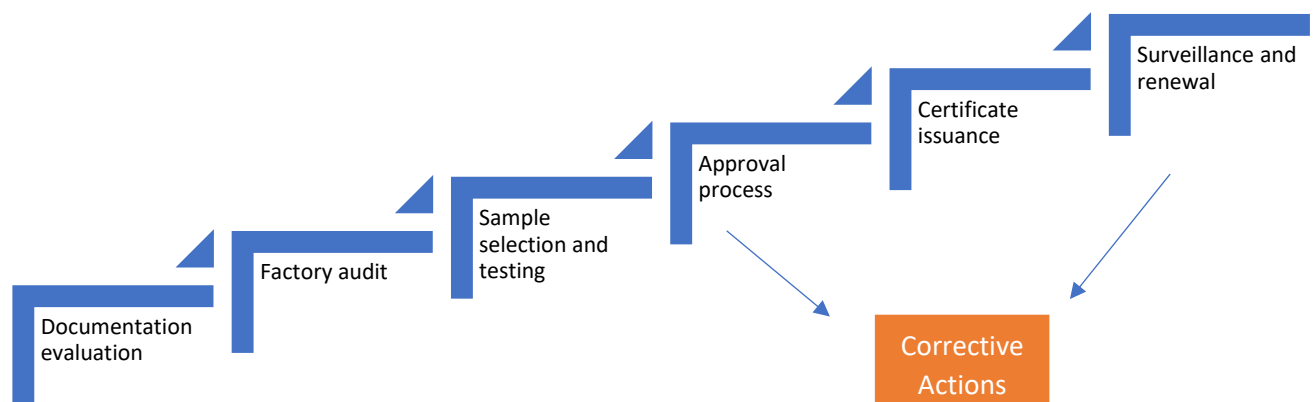 Documentation
evaluation
Factory audit
Sample
selection and
testing
Approval
process
Certificate
issuance
Surveillance and
renewal
Corrective
Actions